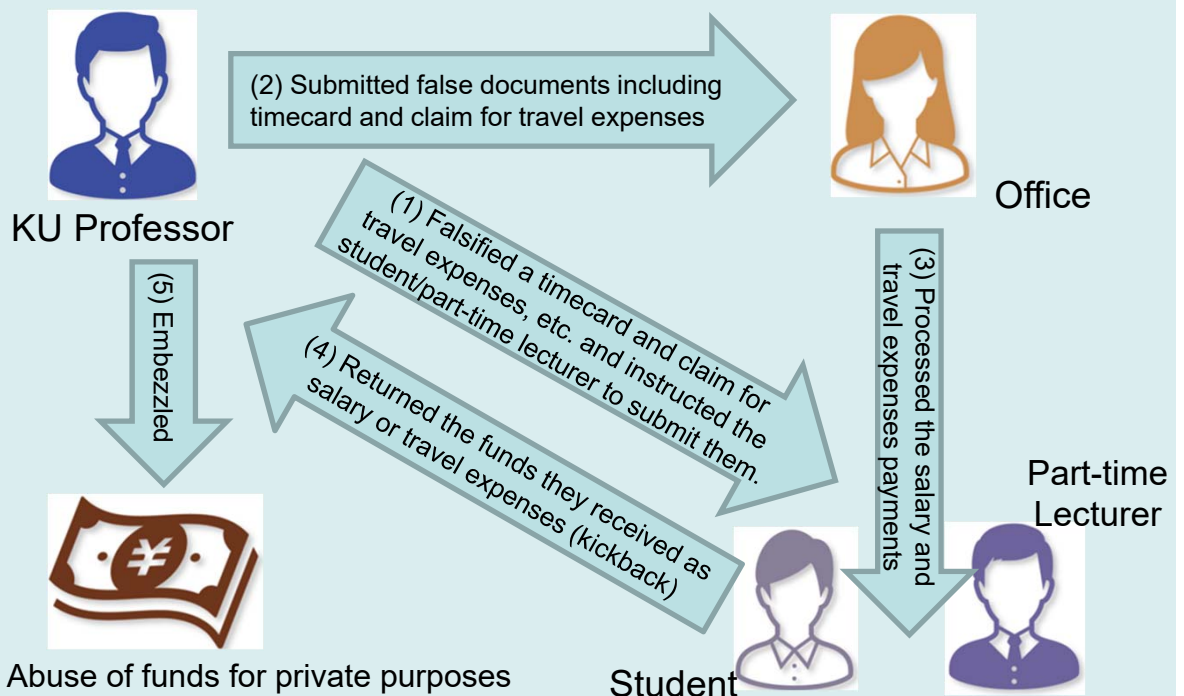 (2) Submitted false documents including
timecard and claim for travel expenses
KU Professor
Office
(1) Falsified a timecard and claim for
travel expenses, etc. and instructed the
student/part-time lecturer to submit them.
(3) Processed the salary and
travel expenses payments
(5) Embezzled
(4) Returned the funds they received as
salary or travel expenses (kickback)
Part-time
Lecturer
¥
Abuse of funds for private purposes
Student